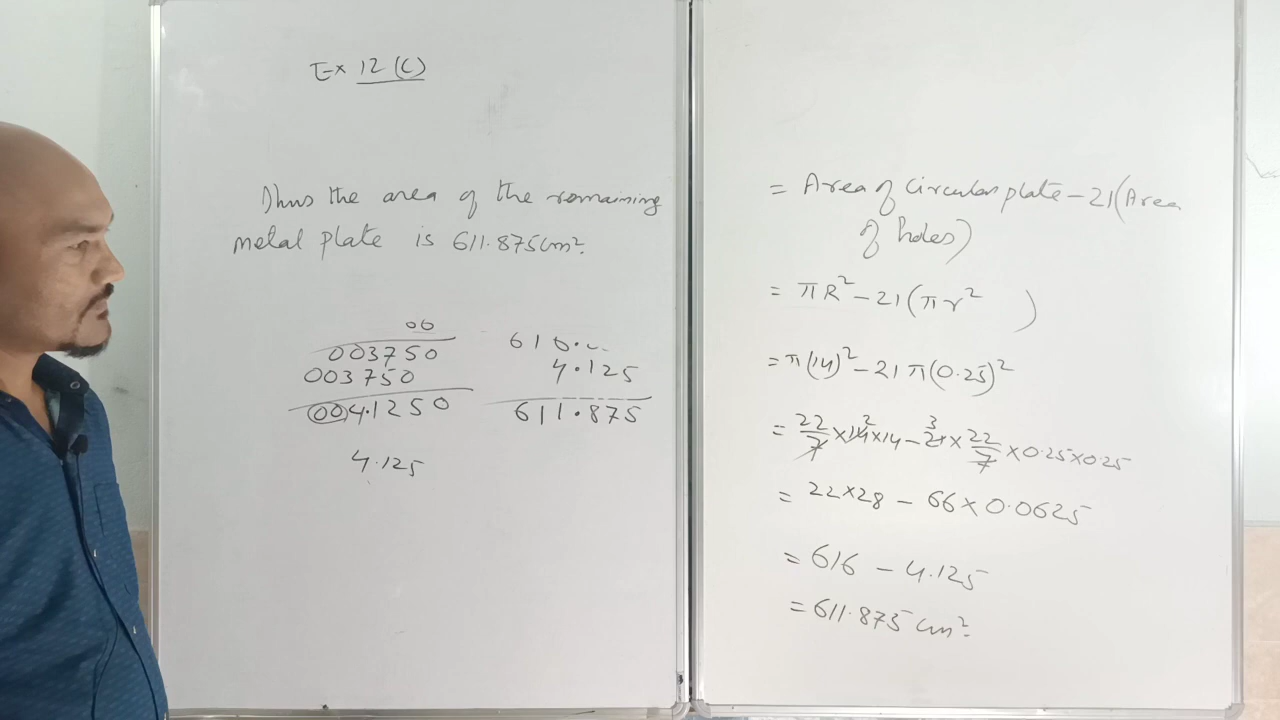 Ex 12 (C)
Thus the area of the remaining
metal plate is 611.875cm².
00
003750
003750
004.1250
4.125
4.125
611.875
= Area of circular plate – 21(Area
of holes)
= πR² – 21(πr² )
= π(14)² – 21 π(0.25)²
= 22/7 × 14 2 × 14 – 21 3 × 22/7 × 0.25 × 0.25
= 22×28 – 66 × 0.0625
= 616 – 4.125
= 611.875 cm².